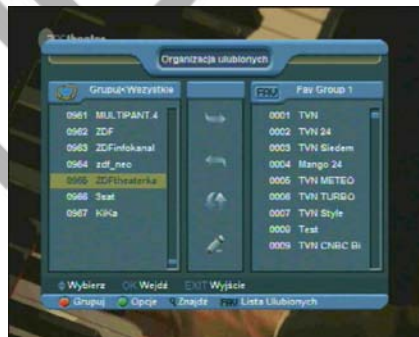 Organizacja ulubionych
Grupuj<Wszystkie
FAV Fav Group 1
0961 MULTIPANT.4
0962 ZDF
0963 ZDFinfokanal
0964 zdf_neo
0965 ZDFtheaterka
0966 3sat
0967 KiKa
0001 TVN
0002 TVN 24
0003 TVN Siedem
0004 Mango 24
0005 TVN METEO
0006 TVN TURBO
0007 TVN Style
0008 Test
0009 TVN CNBC Bi
Wybierz OK Wejdź EXIT Wyjście
Grupuj Opcje Znajdź FAV Lista Ulubionych